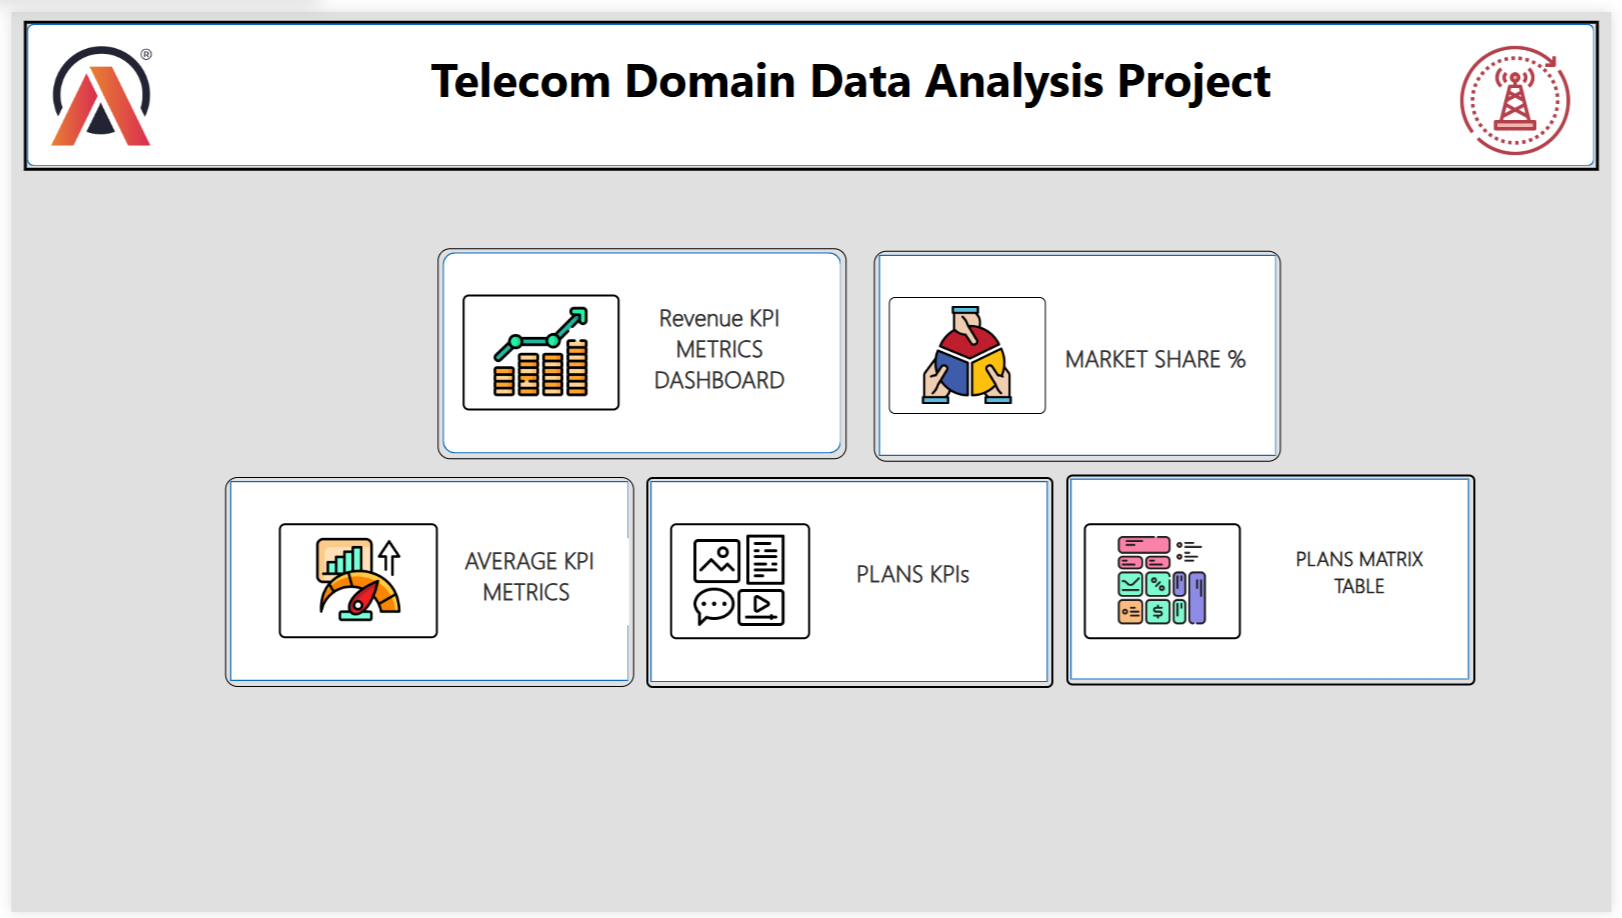 ®
Telecom Domain Data Analysis Project
Revenue KPI
METRICS
DASHBOARD
MARKET SHARE %
AVERAGE KPI
METRICS
PLANS KPIs
PLANS MATRIX
TABLE